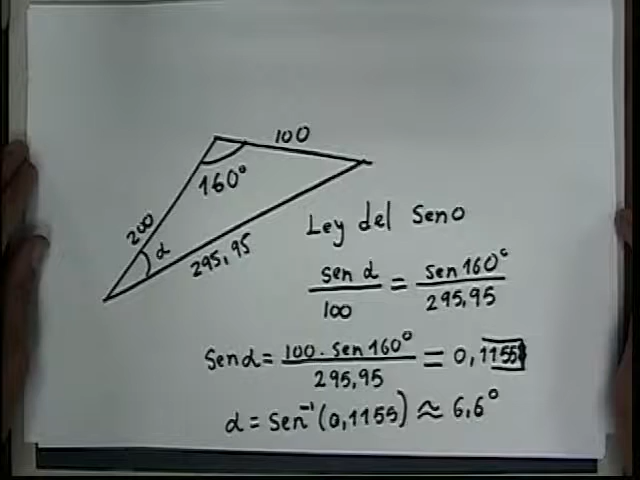 100
160°
200
α
295,95
Ley del Seno
sen α / 100 = sen 160° / 295,95
Sen α = 100 . sen 160° / 295,95 = 0,1155
α = sen⁻¹(0,1155) ≈ 6,6°